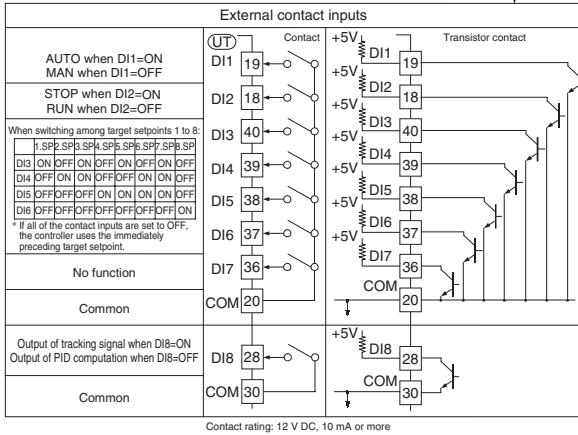 External contact inputs
AUTO when DI1=ON
MAN when DI1=OFF
STOP when DI2=ON
RUN when DI2=OFF
When switching among target setpoints 1 to 8:
1.SP 2.SP 3.SP 4.SP 5.SP 6.SP 7.SP 8.SP
DI3 ON OFF ON OFF ON OFF ON OFF
DI4 OFF ON ON OFF OFF ON ON OFF
DI5 OFF OFF OFF ON ON ON ON OFF
DI6 OFF OFF OFF OFF OFF OFF OFF ON
* If all of the contact inputs are set to OFF,
the controller uses the immediately
preceding target setpoint.
No function
Common
Output of tracking signal when DI8=ON
Output of PID computation when DI8=OFF
Common
UT Contact
DI1 19
DI2 18
DI3 40
DI4 39
DI5 38
DI6 37
DI7 36
COM 20
DI8 28
COM 30
Transistor contact
+5V DI1 19
+5V DI2 18
+5V DI3 40
+5V DI4 39
+5V DI5 38
+5V DI6 37
+5V DI7 36
COM 20
+5V DI8 28
COM 30
Contact rating: 12 V DC, 10 mA or more